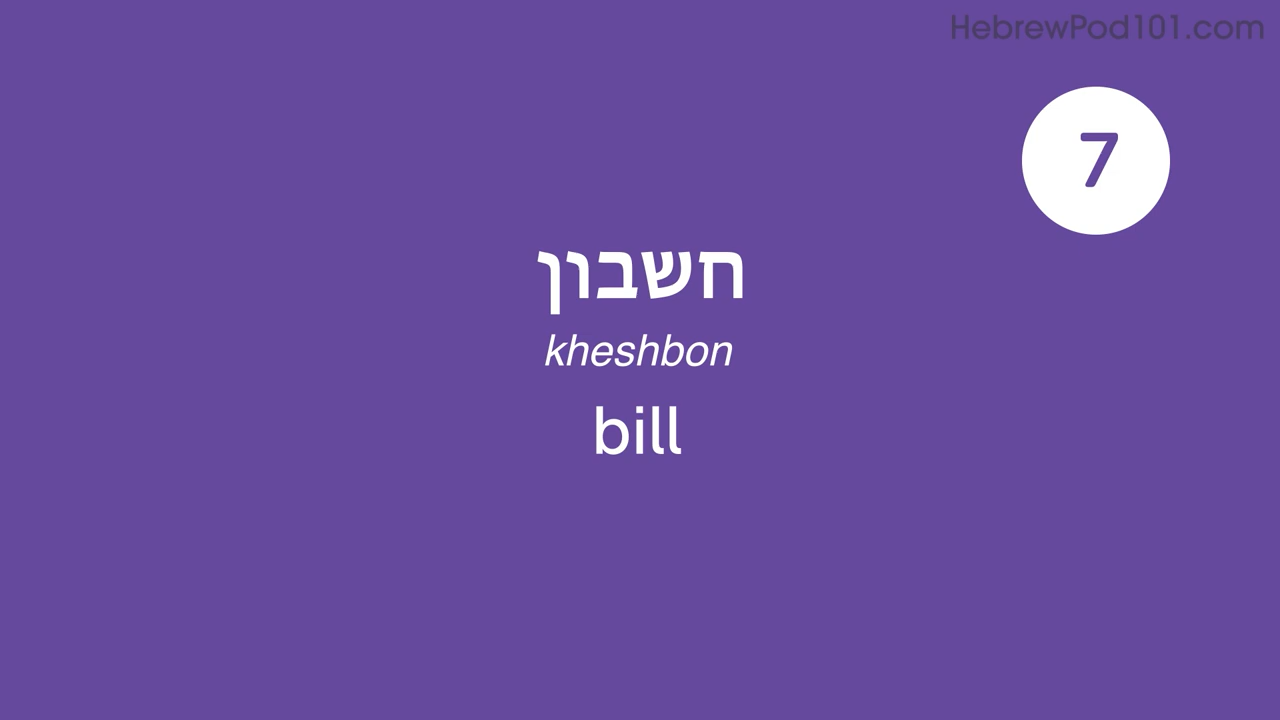 HebrewPod101.com
7
חשבון
kheshbon
bill